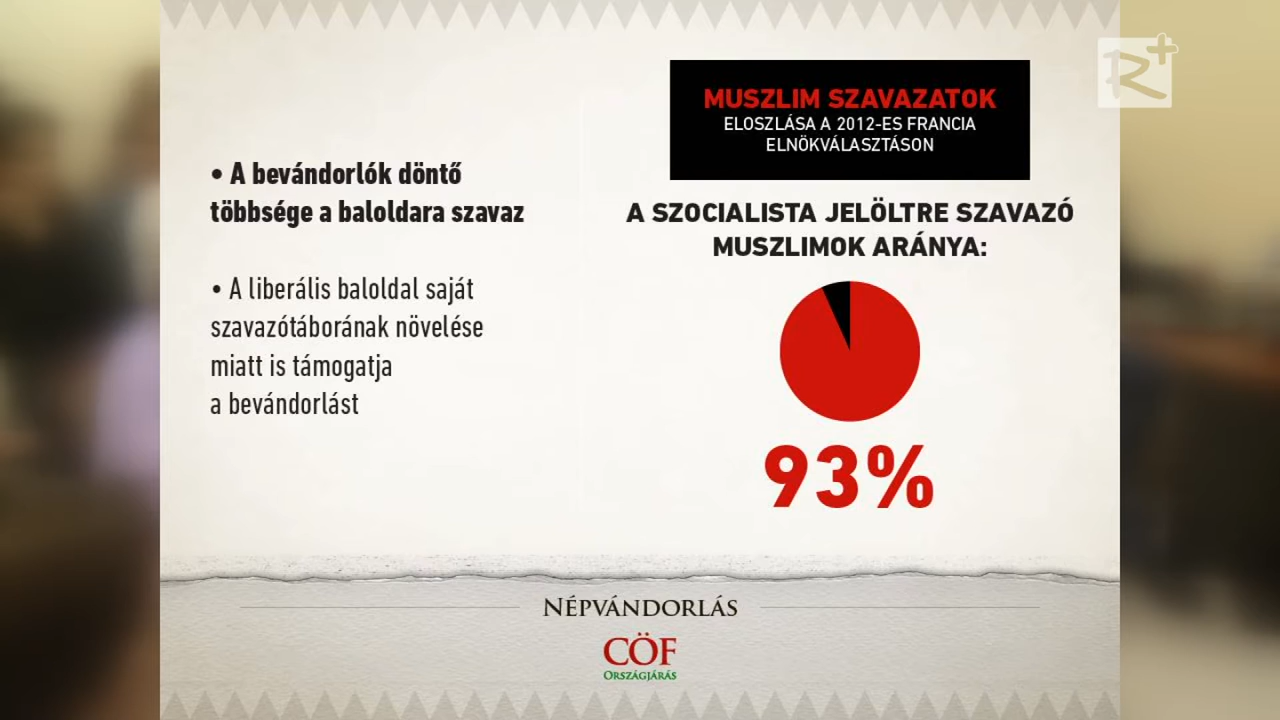 • A bevándorlók döntő
többsége a baloldara szavaz
• A liberális baloldal saját
szavazótáborának növelése
miatt is támogatja
a bevándorlást
MUSZLIM SZAVAZATOK
ELOSZLÁSA A 2012-ES FRANCIA
ELNÖKVÁLASZTÁSON
A SZOCIALISTA JELÖLTRE SZAVAZÓ
MUSZLIMOK ARÁNYA:
93%
NÉPVÁNDORLÁS
CÖF
ORSZÁGJÁRÁS
R+